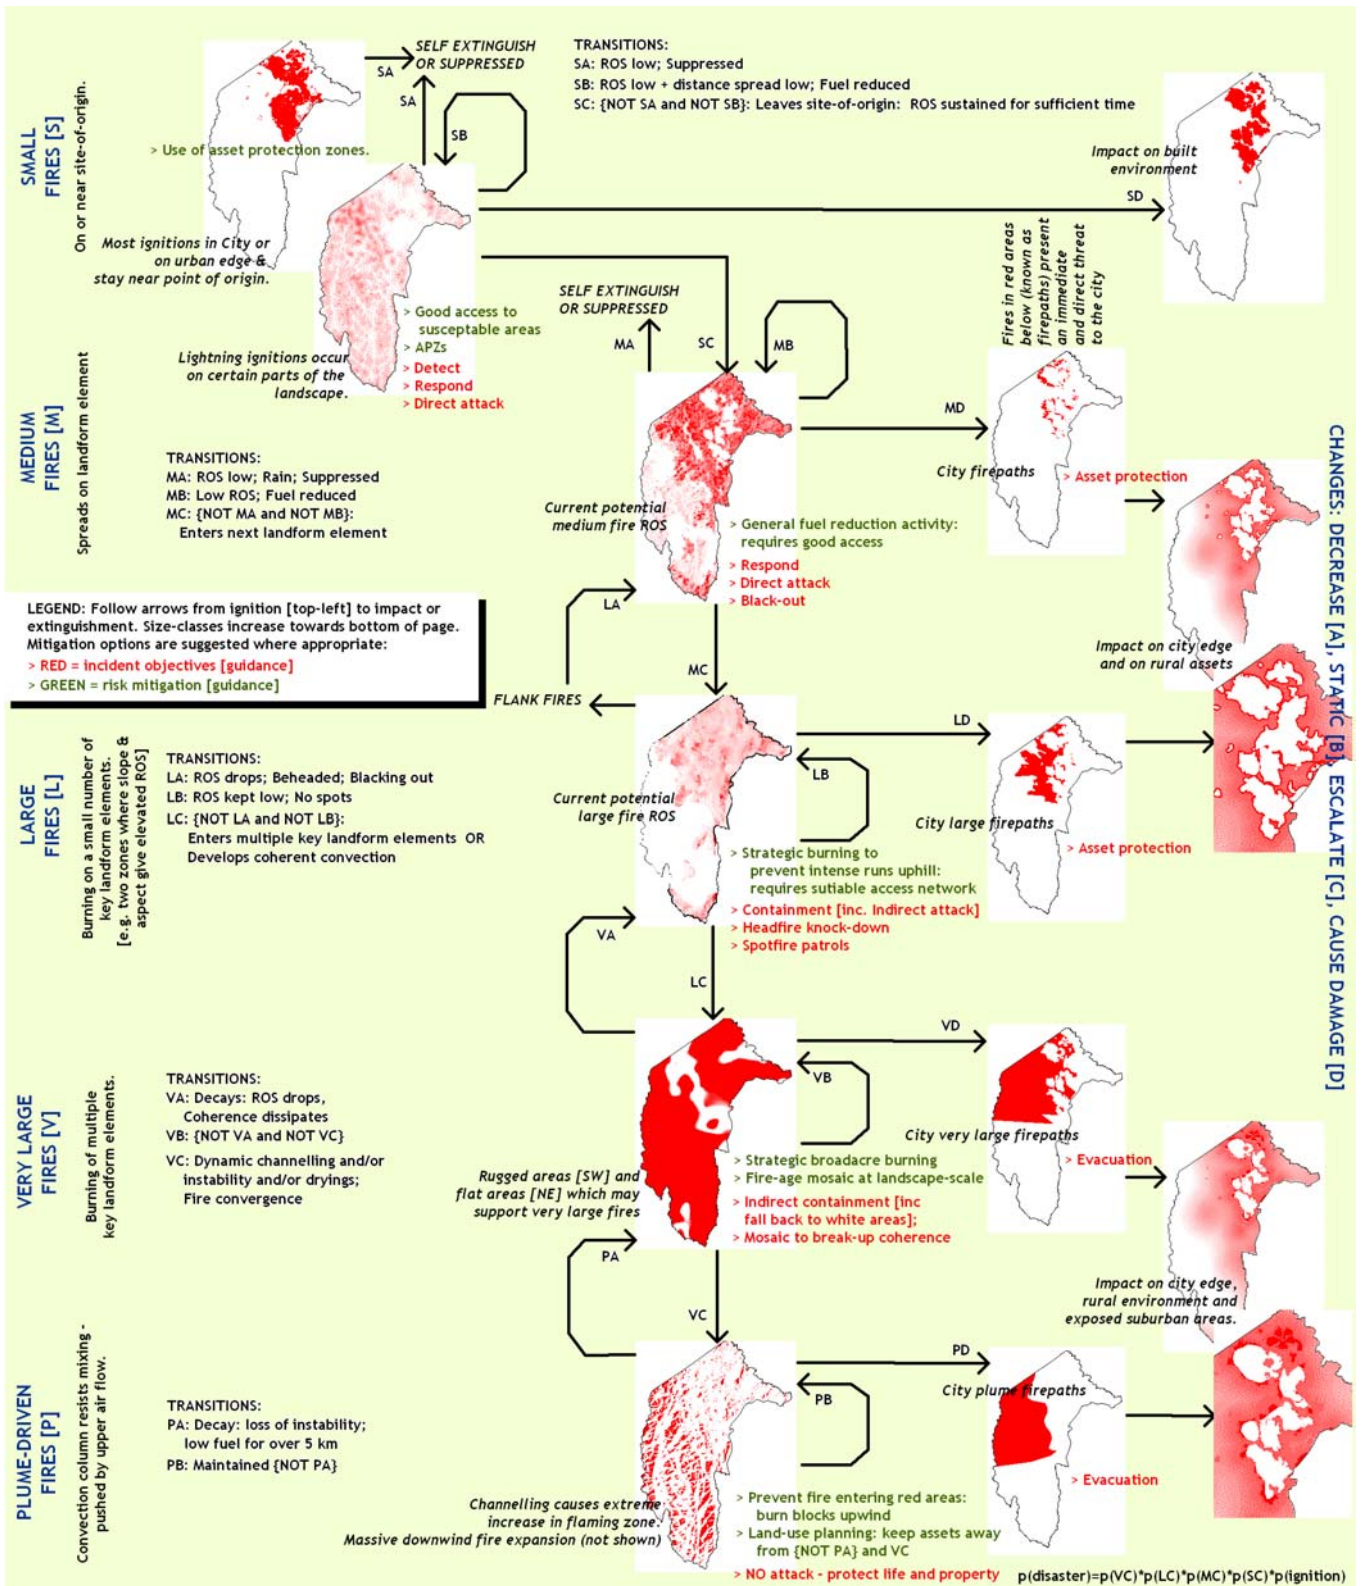 SELF EXTINGUISH
OR SUPPRESSED
SA
SA
SB
TRANSITIONS:
SA: ROS low; Suppressed
SB: ROS low + distance spread low; Fuel reduced
SC: {NOT SA and NOT SB}: Leaves site-of-origin: ROS sustained for sufficient time
SMALL
FIRES [S]
On or near site-of-origin.
> Use of asset protection zones.
Impact on built
environment
SD
Most ignitions in City or
on urban edge &
stay near point of origin.
Fires in red areas
below (known as
firepaths) present
an immediate
and direct threat
to the city
SELF EXTINGUISH
OR SUPPRESSED
> Good access to
susceptable areas
> APZs
> Detect
> Respond
> Direct attack
Lightning ignitions occur
on certain parts of the
landscape.
MA
SC
MB
MEDIUM
FIRES [M]
Spreads on landform element
MD
TRANSITIONS:
MA: ROS low; Rain; Suppressed
MB: Low ROS; Fuel reduced
MC: {NOT MA and NOT MB}:
Enters next landform element
City firepaths
> Asset protection
Current potential
medium fire ROS
> General fuel reduction activity:
requires good access
> Respond
> Direct attack
> Black-out
CHANGES: DECREASE [A], STATIC [B], ESCALATE [C], CAUSE DAMAGE [D]
LEGEND: Follow arrows from ignition [top-left] to impact or
extinguishment. Size-classes increase towards bottom of page.
Mitigation options are suggested where appropriate:
> RED = incident objectives [guidance]
> GREEN = risk mitigation [guidance]
LA
MC
Impact on city edge
and on rural assets
FLANK FIRES
LD
LB
LARGE
FIRES [L]
Burning on a small number of
key landform elements.
[e.g. two zones where slope &
aspect give elevated ROS]
TRANSITIONS:
LA: ROS drops; Beheaded; Blacking out
LB: ROS kept low; No spots
LC: {NOT LA and NOT LB}:
Enters multiple key landform elements OR
Develops coherent convection
Current potential
large fire ROS
City large firepaths
> Asset protection
> Strategic burning to
prevent intense runs uphill:
requires sutiable access network
> Containment [inc. Indirect attack]
> Headfire knock-down
> Spotfire patrols
VA
LC
VD
VB
VERY LARGE
FIRES [V]
Burning of multiple
key landform elements.
TRANSITIONS:
VA: Decays: ROS drops,
Coherence dissipates
VB: {NOT VA and NOT VC}
VC: Dynamic channelling and/or
instability and/or dryings;
Fire convergence
City very large firepaths
> Evacuation
Rugged areas [SW] and
flat areas [NE] which may
support very large fires
> Strategic broadacre burning
> Fire-age mosaic at landscape-scale
> Indirect containment [inc
fall back to white areas];
> Mosaic to break-up coherence
PA
VC
Impact on city edge,
rural environment and
exposed suburban areas.
PD
PB
PLUME-DRIVEN
FIRES [P]
Convection column resists mixing -
pushed by upper air flow.
TRANSITIONS:
PA: Decay: loss of instability;
low fuel for over 5 km
PB: Maintained {NOT PA}
City plume firepaths
> Evacuation
Channelling causes extreme
increase in flaming zone.
Massive downwind fire expansion (not shown)
> Prevent fire entering red areas:
burn blocks upwind
> Land-use planning: keep assets away
from {NOT PA} and VC
> NO attack - protect life and property
p(disaster)=p(VC)*p(LC)*p(MC)*p(SC)*p(ignition)